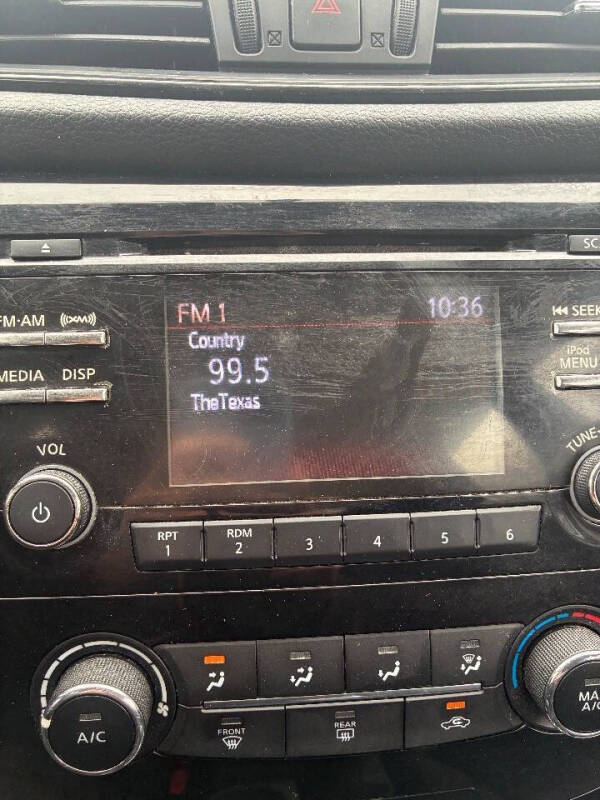 SC
FM·AM
XM
SEEK
MEDIA
DISP
iPod
MENU
FM 1
10:36
Country
99.5
TheTexas
VOL
TUNE
RPT
1
RDM
2
3
4
5
6
A/C
FRONT
REAR
MAX
A/C